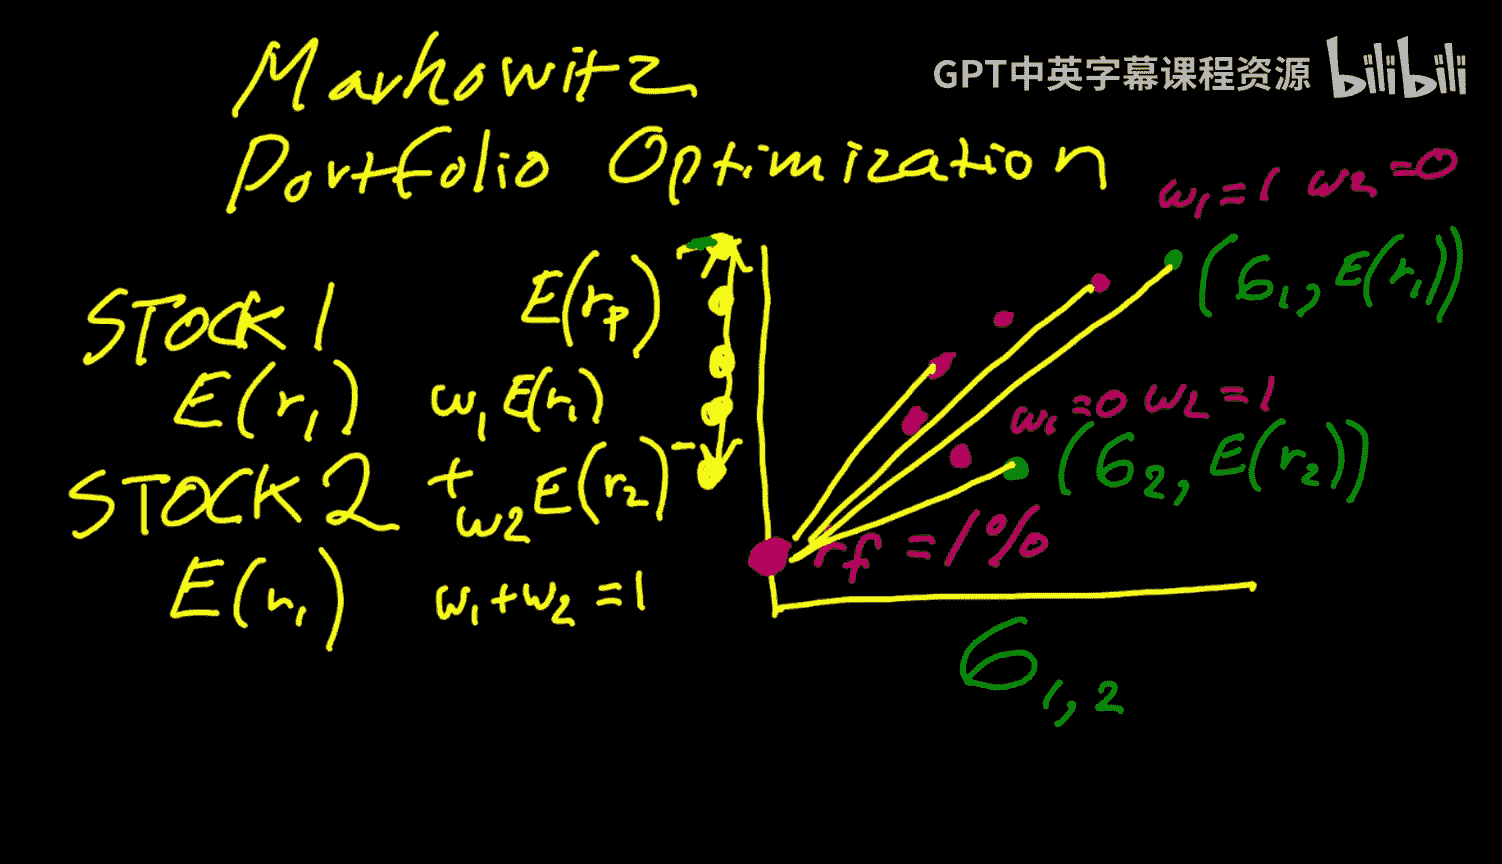 GPT中英字幕课程资源 bilibili
Markowitz
Portfolio Optimization
w1=1 w2=0
(σ1, E(r1))
STOCK 1
E(rp)
E(r1)
w1 E(r1)
w1=0 w2=1
(σ2, E(r2))
STOCK 2
+ w2 E(r2)
rf = 1%
E(r1)
w1+w2=1
σ1,2